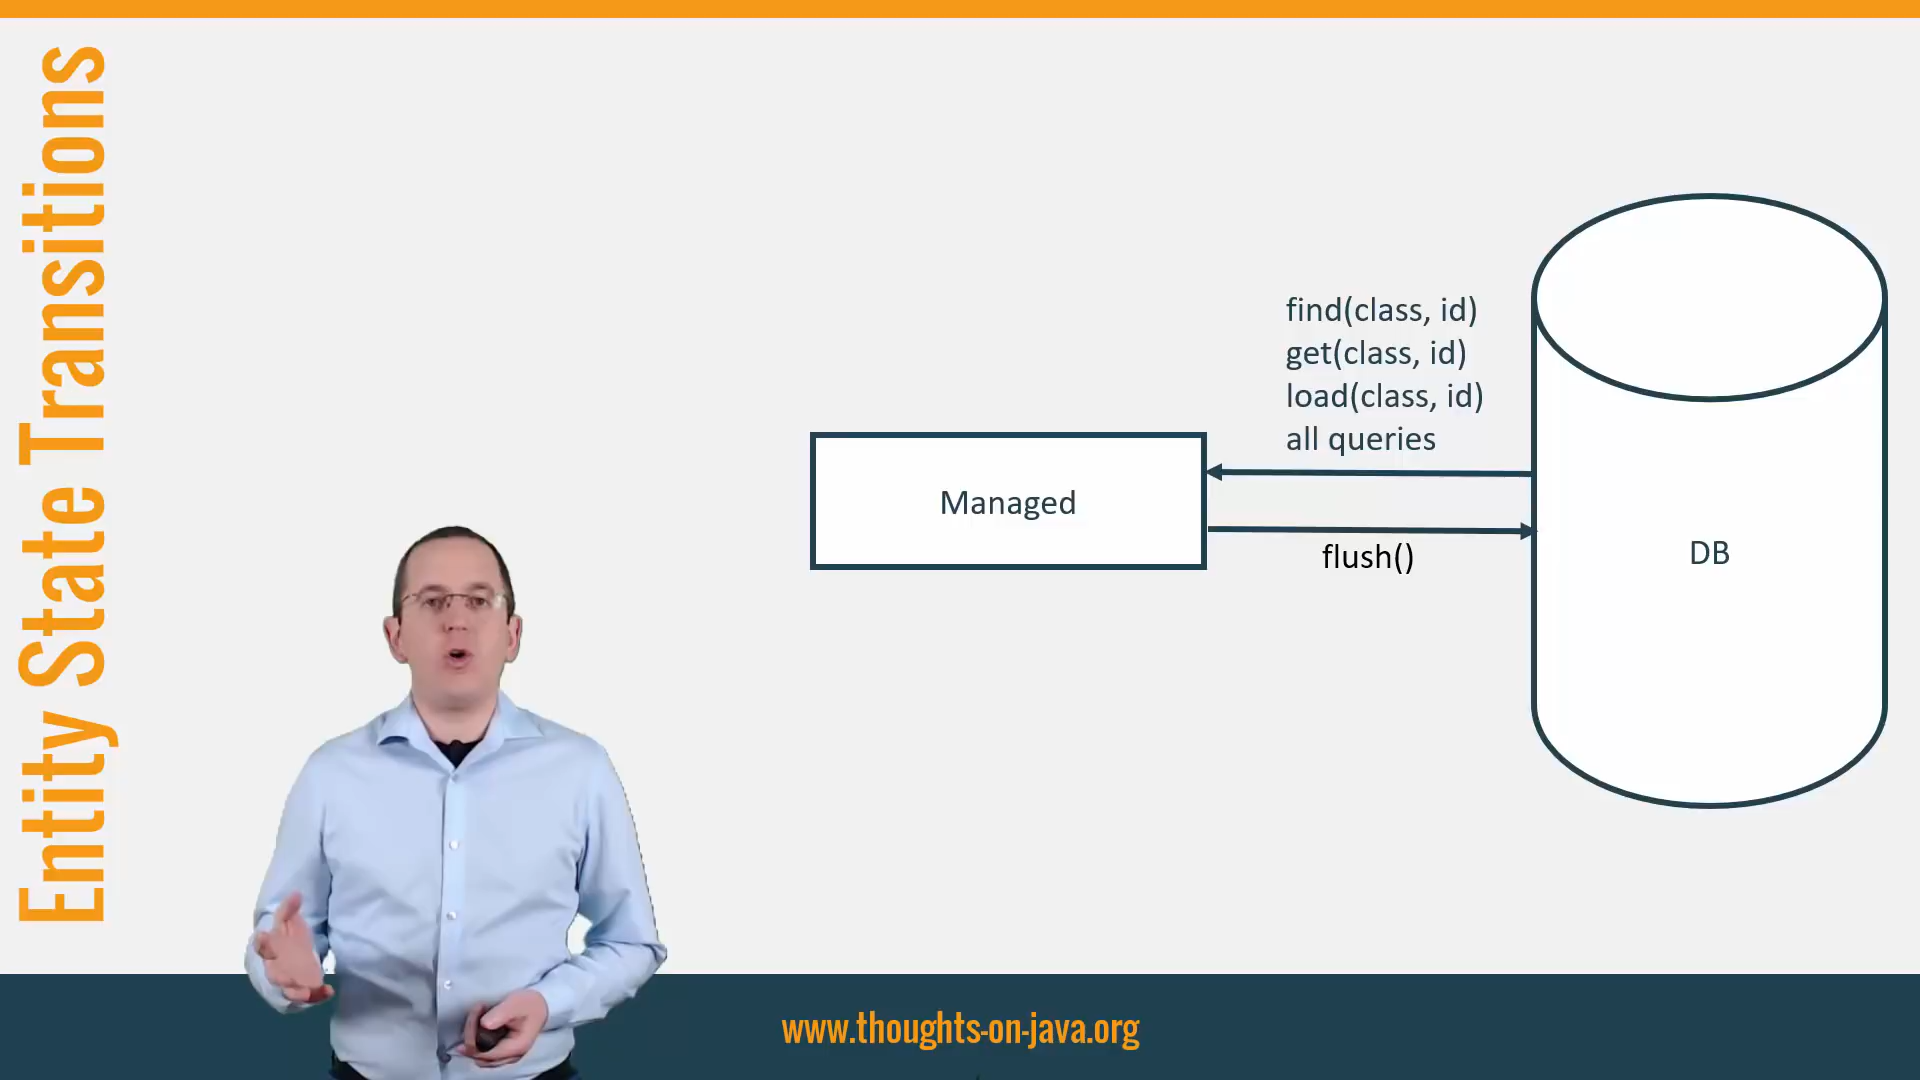 Entity State Transitions
find(class, id)
get(class, id)
load(class, id)
all queries
Managed
flush()
DB
www.thoughts-on-java.org